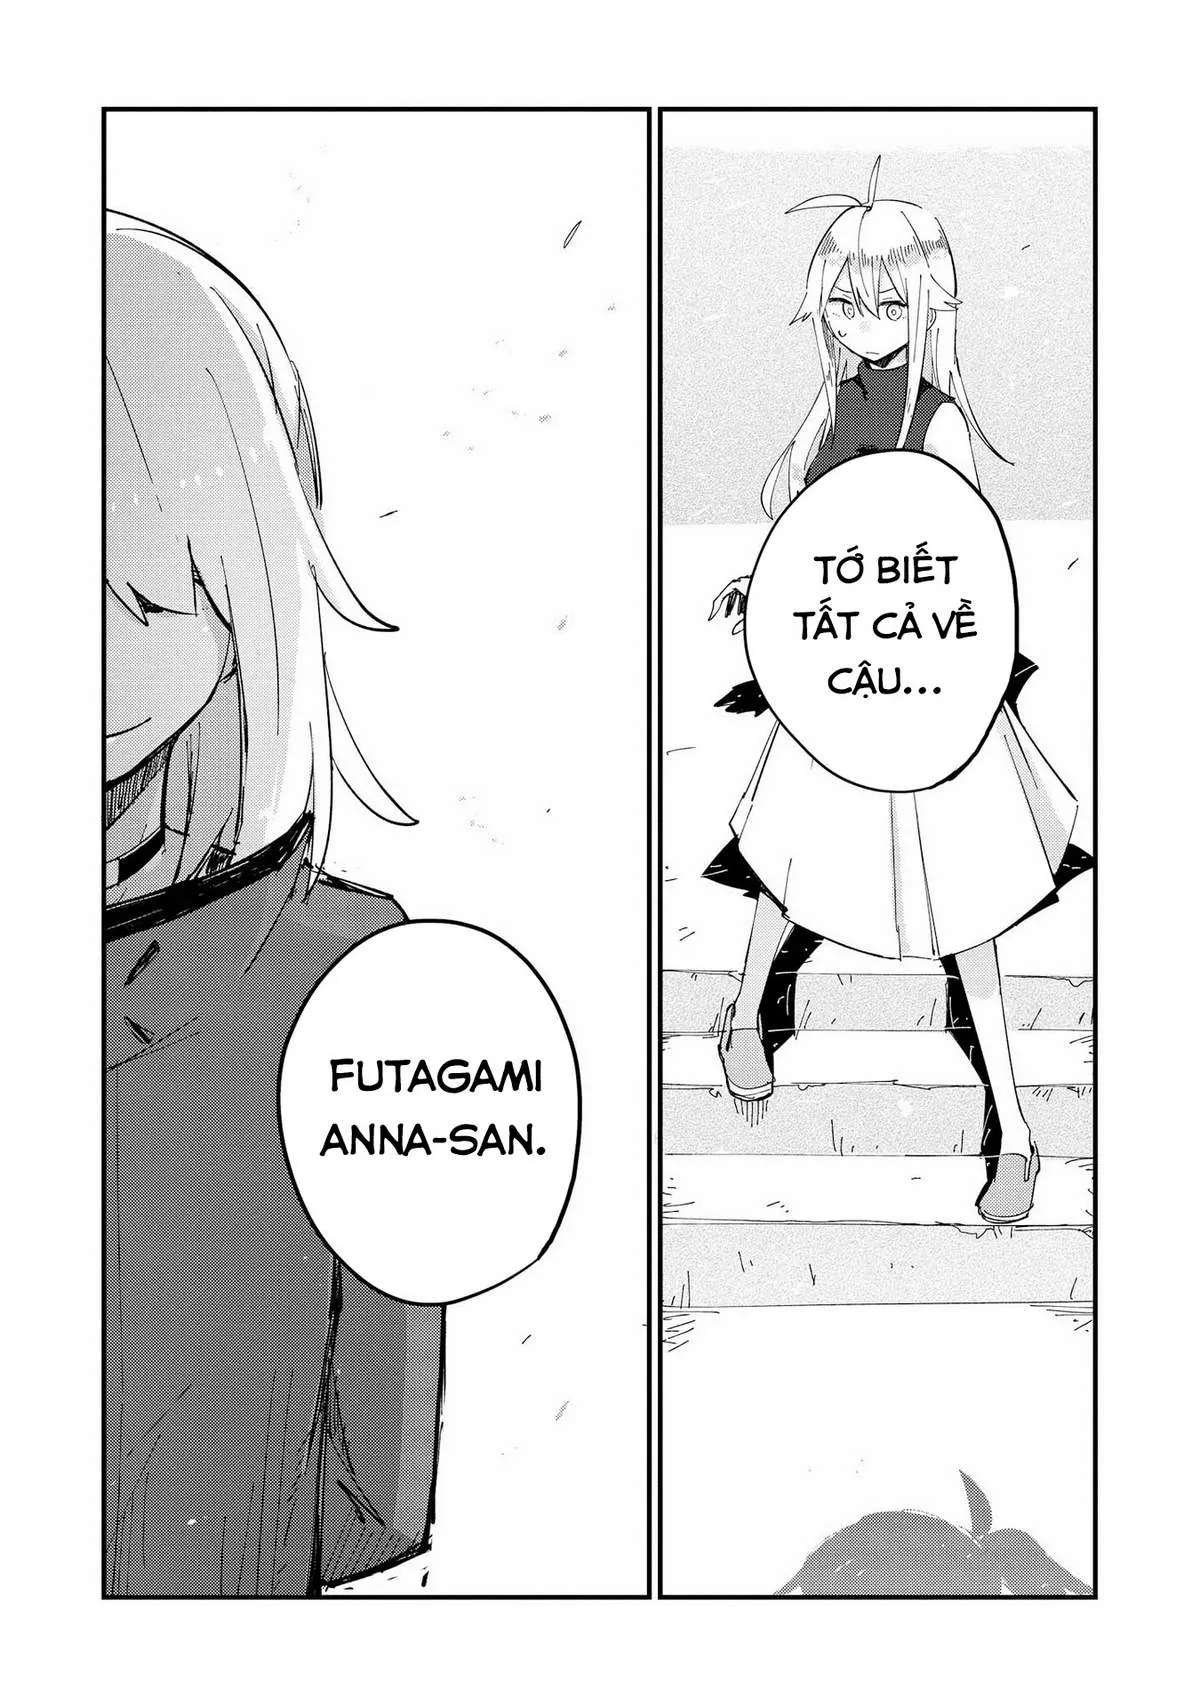 TỚ BIẾT
TẤT CẢ VỀ
CẬU...
FUTAGAMI
ANNA-SAN.